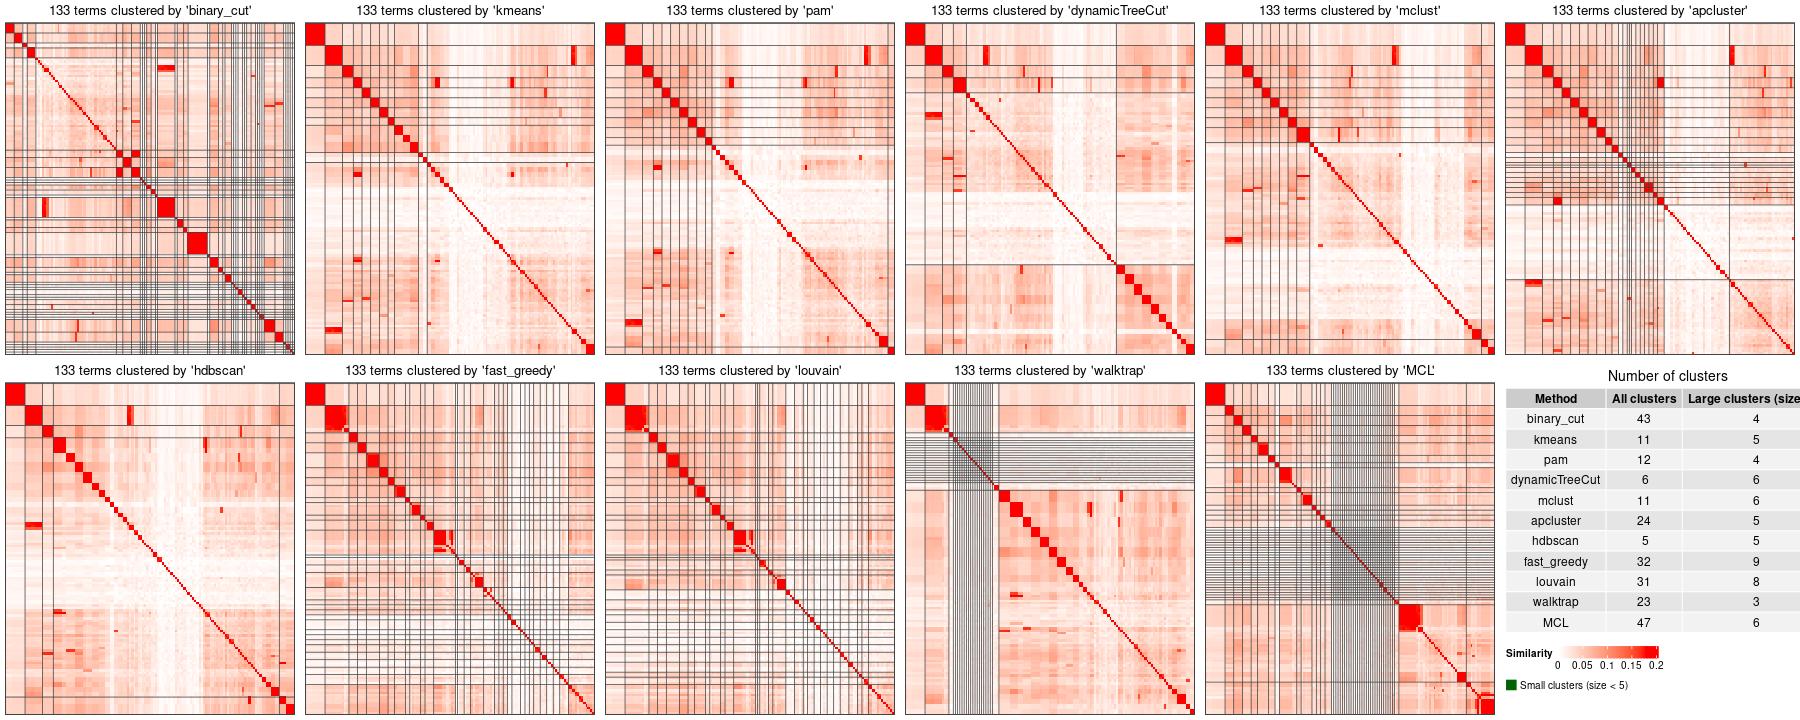 133 terms clustered by 'binary_cut'
133 terms clustered by 'kmeans'
133 terms clustered by 'pam'
133 terms clustered by 'dynamicTreeCut'
133 terms clustered by 'mclust'
133 terms clustered by 'apcluster'
133 terms clustered by 'hdbscan'
133 terms clustered by 'fast_greedy'
133 terms clustered by 'louvain'
133 terms clustered by 'walktrap'
133 terms clustered by 'MCL'
Number of clusters
Method All clusters Large clusters (size
binary_cut 43 4
kmeans 11 5
pam 12 4
dynamicTreeCut 6 6
mclust 11 6
apcluster 24 5
hdbscan 5 5
fast_greedy 32 9
louvain 31 8
walktrap 23 3
MCL 47 6
Similarity
0 0.05 0.1 0.15 0.2
Small clusters (size < 5)